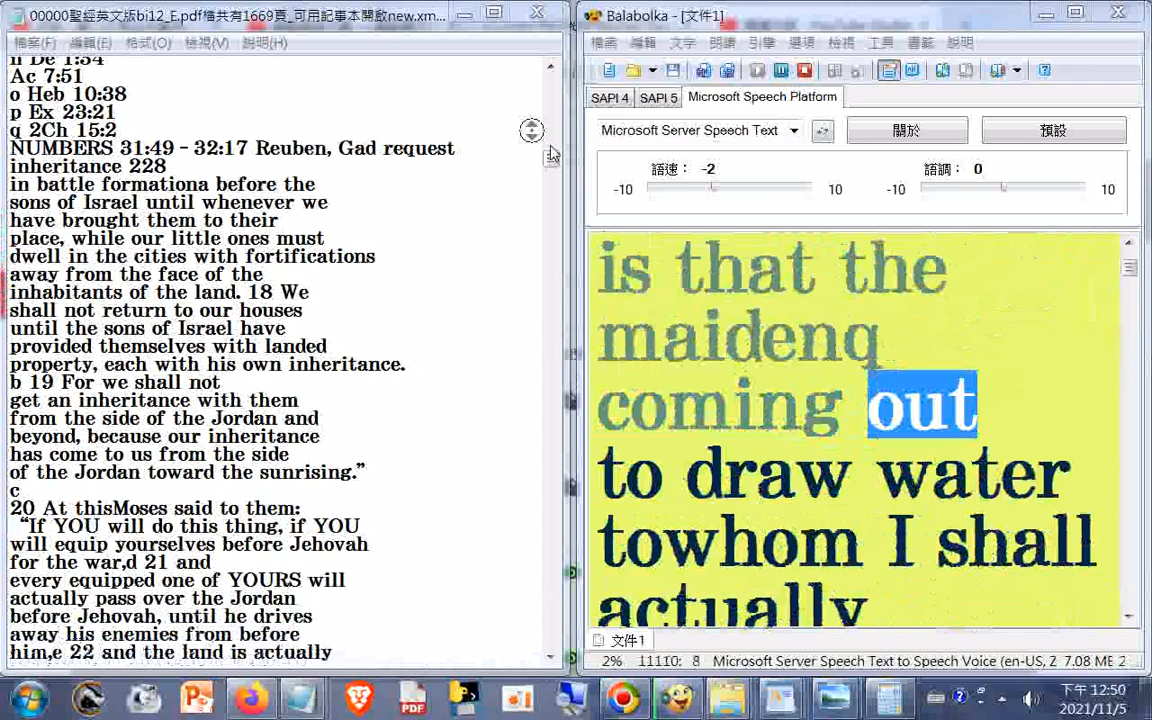 00000聖經英文版bi12_E.pdf檔共有1669頁_可用記事本開啟new.xm...
檔案(F) 編輯(E) 格式(O) 檢視(V) 說明(H)
n De 1:34
Ac 7:51
o Heb 10:38
p Ex 23:21
q 2Ch 15:2
NUMBERS 31:49 – 32:17 Reuben, Gad request
inheritance 228
in battle formationa before the
sons of Israel until whenever we
have brought them to their
place, while our little ones must
dwell in the cities with fortifications
away from the face of the
inhabitants of the land. 18 We
shall not return to our houses
until the sons of Israel have
provided themselves with landed
property, each with his own inheritance.
b 19 For we shall not
get an inheritance with them
from the side of the Jordan and
beyond, because our inheritance
has come to us from the side
of the Jordan toward the sunrising.”
c
20 At thisMoses said to them:
“If YOU will do this thing, if YOU
will equip yourselves before Jehovah
for the war,d 21 and
every equipped one of YOURS will
actually pass over the Jordan
before Jehovah, until he drives
away his enemies from before
him,e 22 and the land is actually
Balabolka - [文件1]
檔案 編輯 文字 朗讀 引擎 選項 檢視 工具 書籤 說明
SAPI 4 SAPI 5 Microsoft Speech Platform
Microsoft Server Speech Text 關於 預設
語速： -2 語調： 0
-10 10 -10 10
is that the
maidenq
coming out
to draw water
towhom I shall
actually
文件1
2% 11110: 8 Microsoft Server Speech Text to Speech Voice (en-US, Z 7.08 MB 2
下午 12:50
2021/11/5